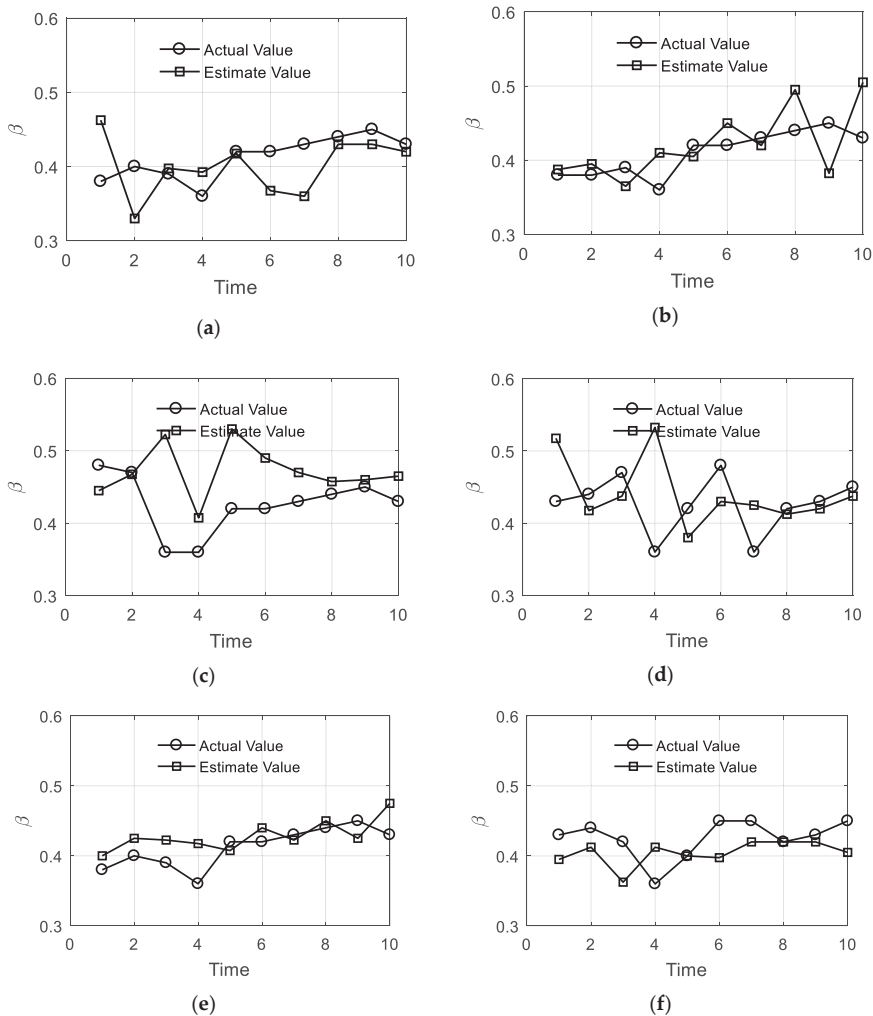 0.6
0.5
0.4
0.3
β
Actual Value
Estimate Value
0 2 4 6 8 10
Time
(a)
0.6
0.5
0.4
0.3
β
Actual Value
Estimate Value
0 2 4 6 8 10
Time
(b)
0.6
0.5
0.4
0.3
β
Actual Value
Estimate Value
0 2 4 6 8 10
Time
(c)
0.6
0.5
0.4
0.3
β
Actual Value
Estimate Value
0 2 4 6 8 10
Time
(d)
0.6
0.5
0.4
0.3
β
Actual Value
Estimate Value
0 2 4 6 8 10
Time
(e)
0.6
0.5
0.4
0.3
β
Actual Value
Estimate Value
0 2 4 6 8 10
Time
(f)